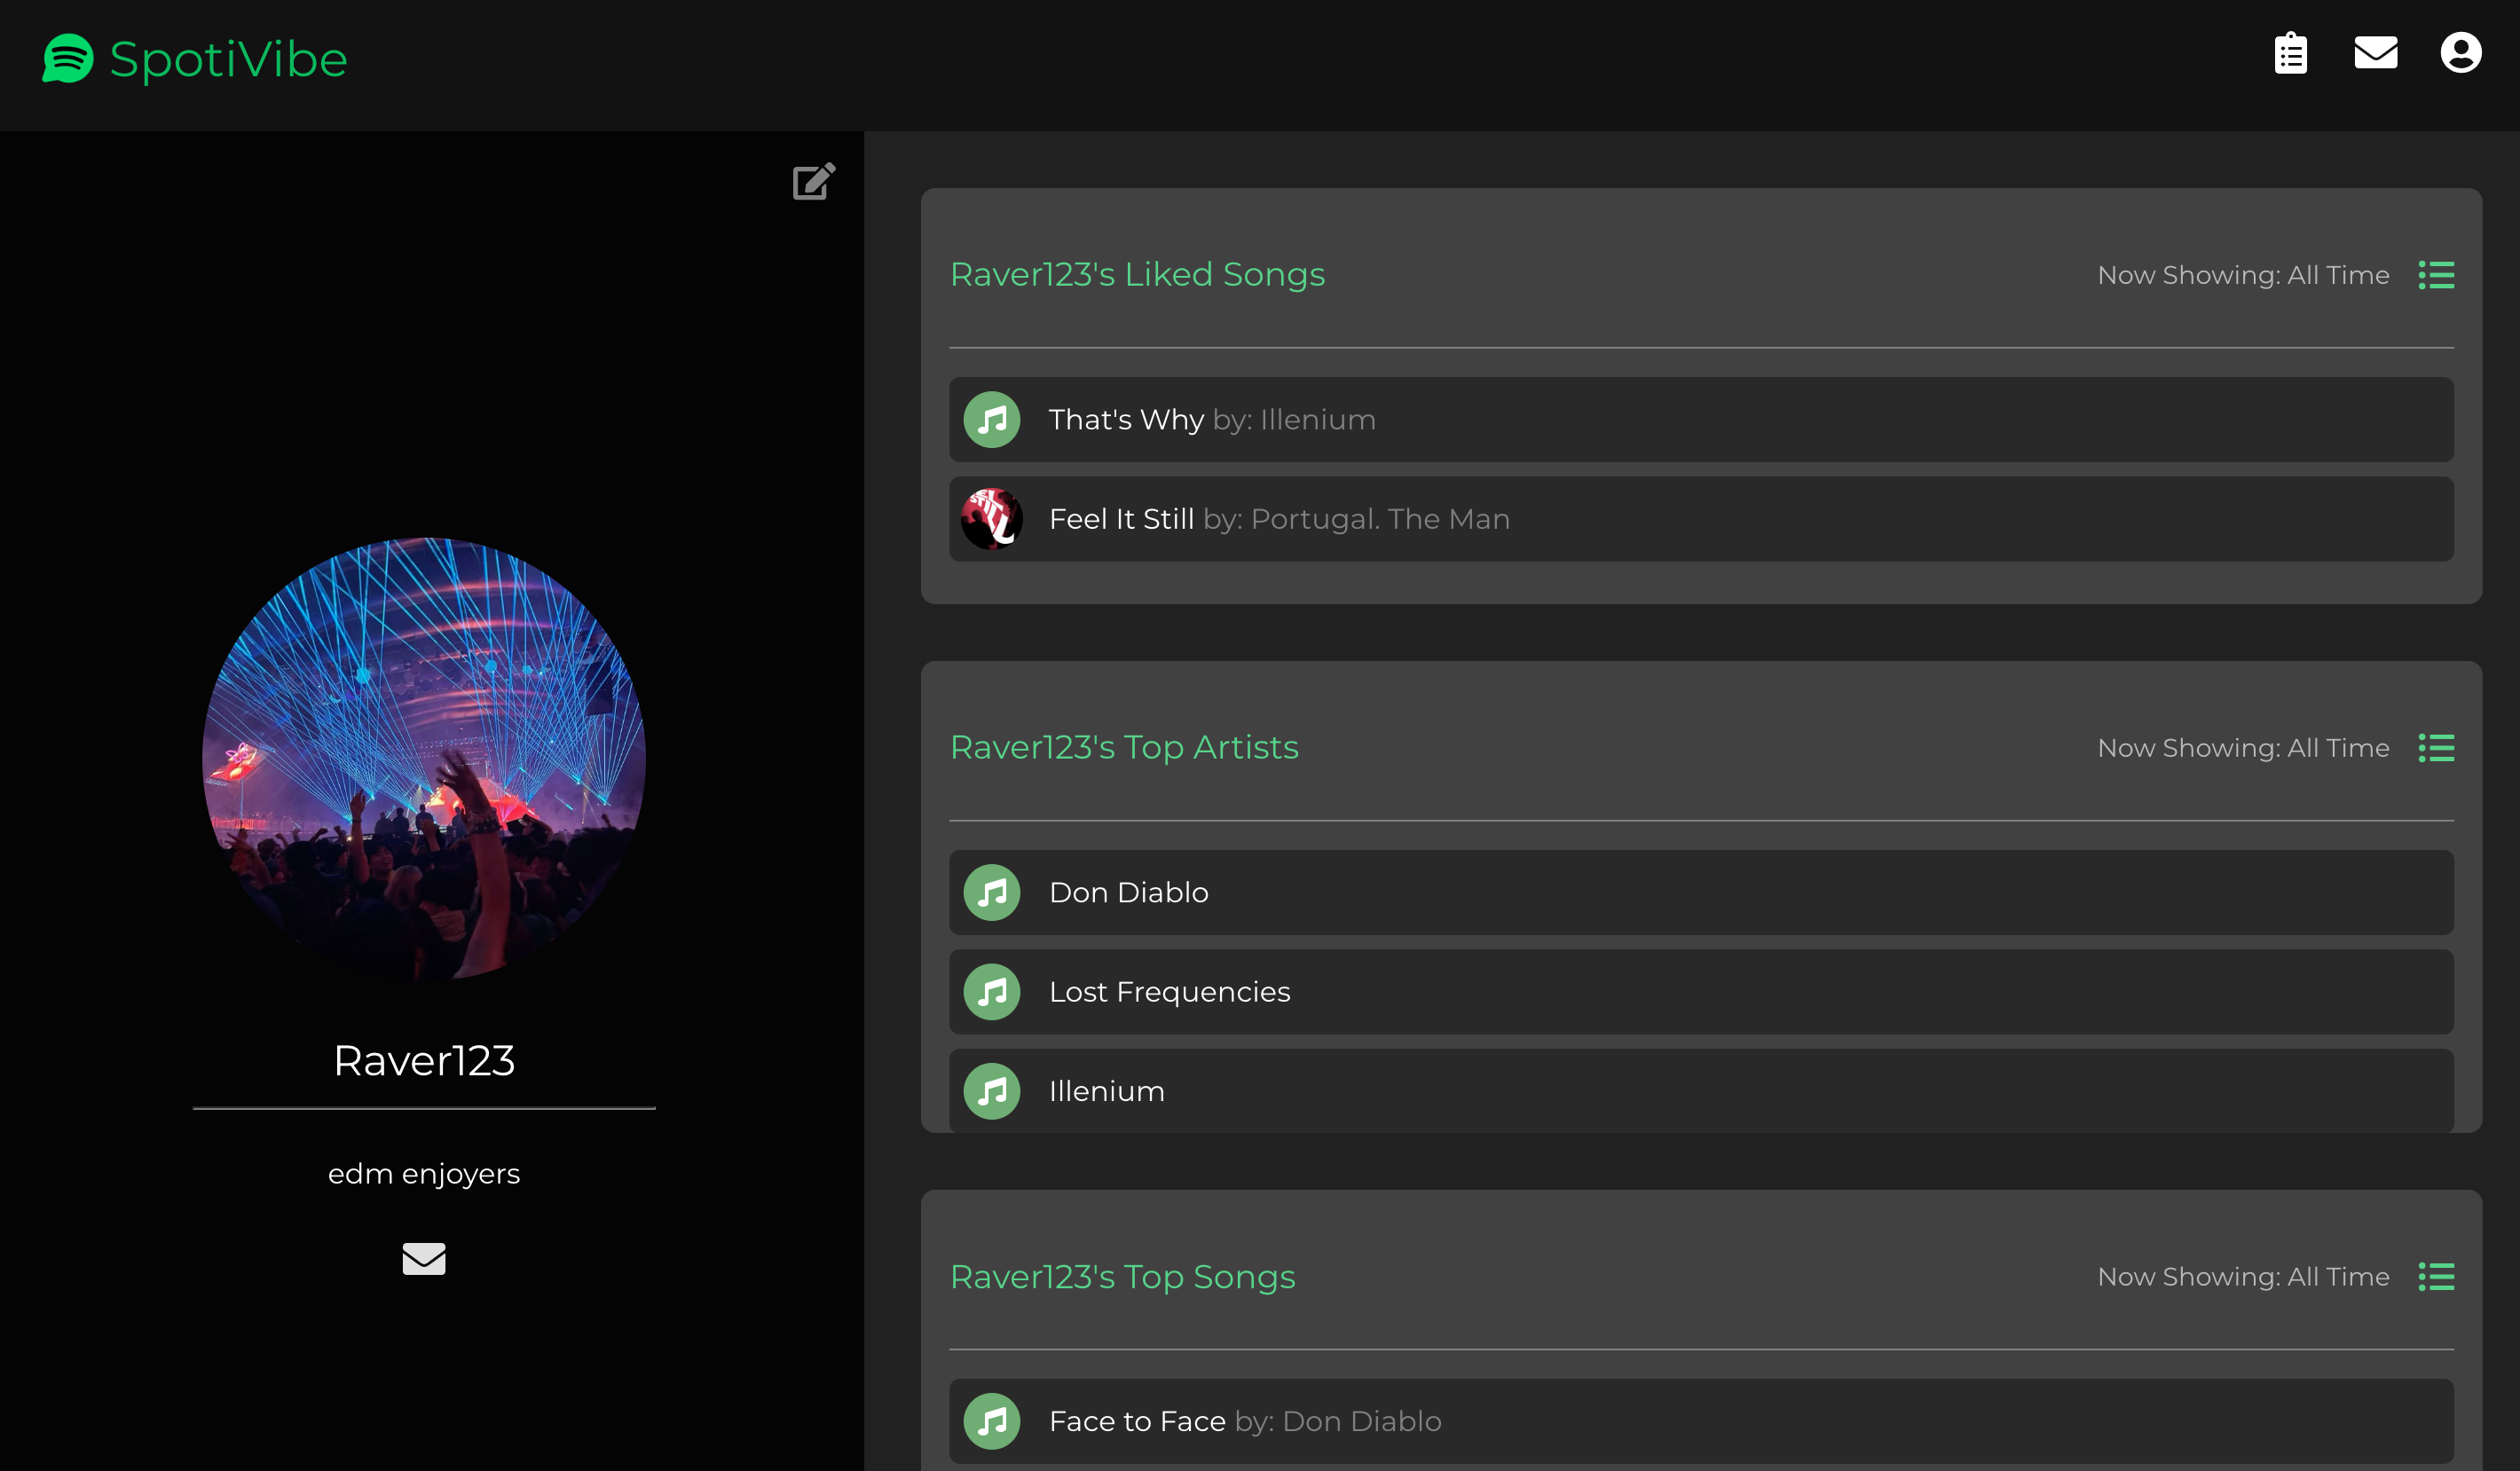 SpotiVibe
Raver123
edm enjoyers
Raver123's Liked Songs
Now Showing: All Time
That's Why by: Illenium
Feel It Still by: Portugal. The Man
Raver123's Top Artists
Now Showing: All Time
Don Diablo
Lost Frequencies
Illenium
Raver123's Top Songs
Now Showing: All Time
Face to Face by: Don Diablo